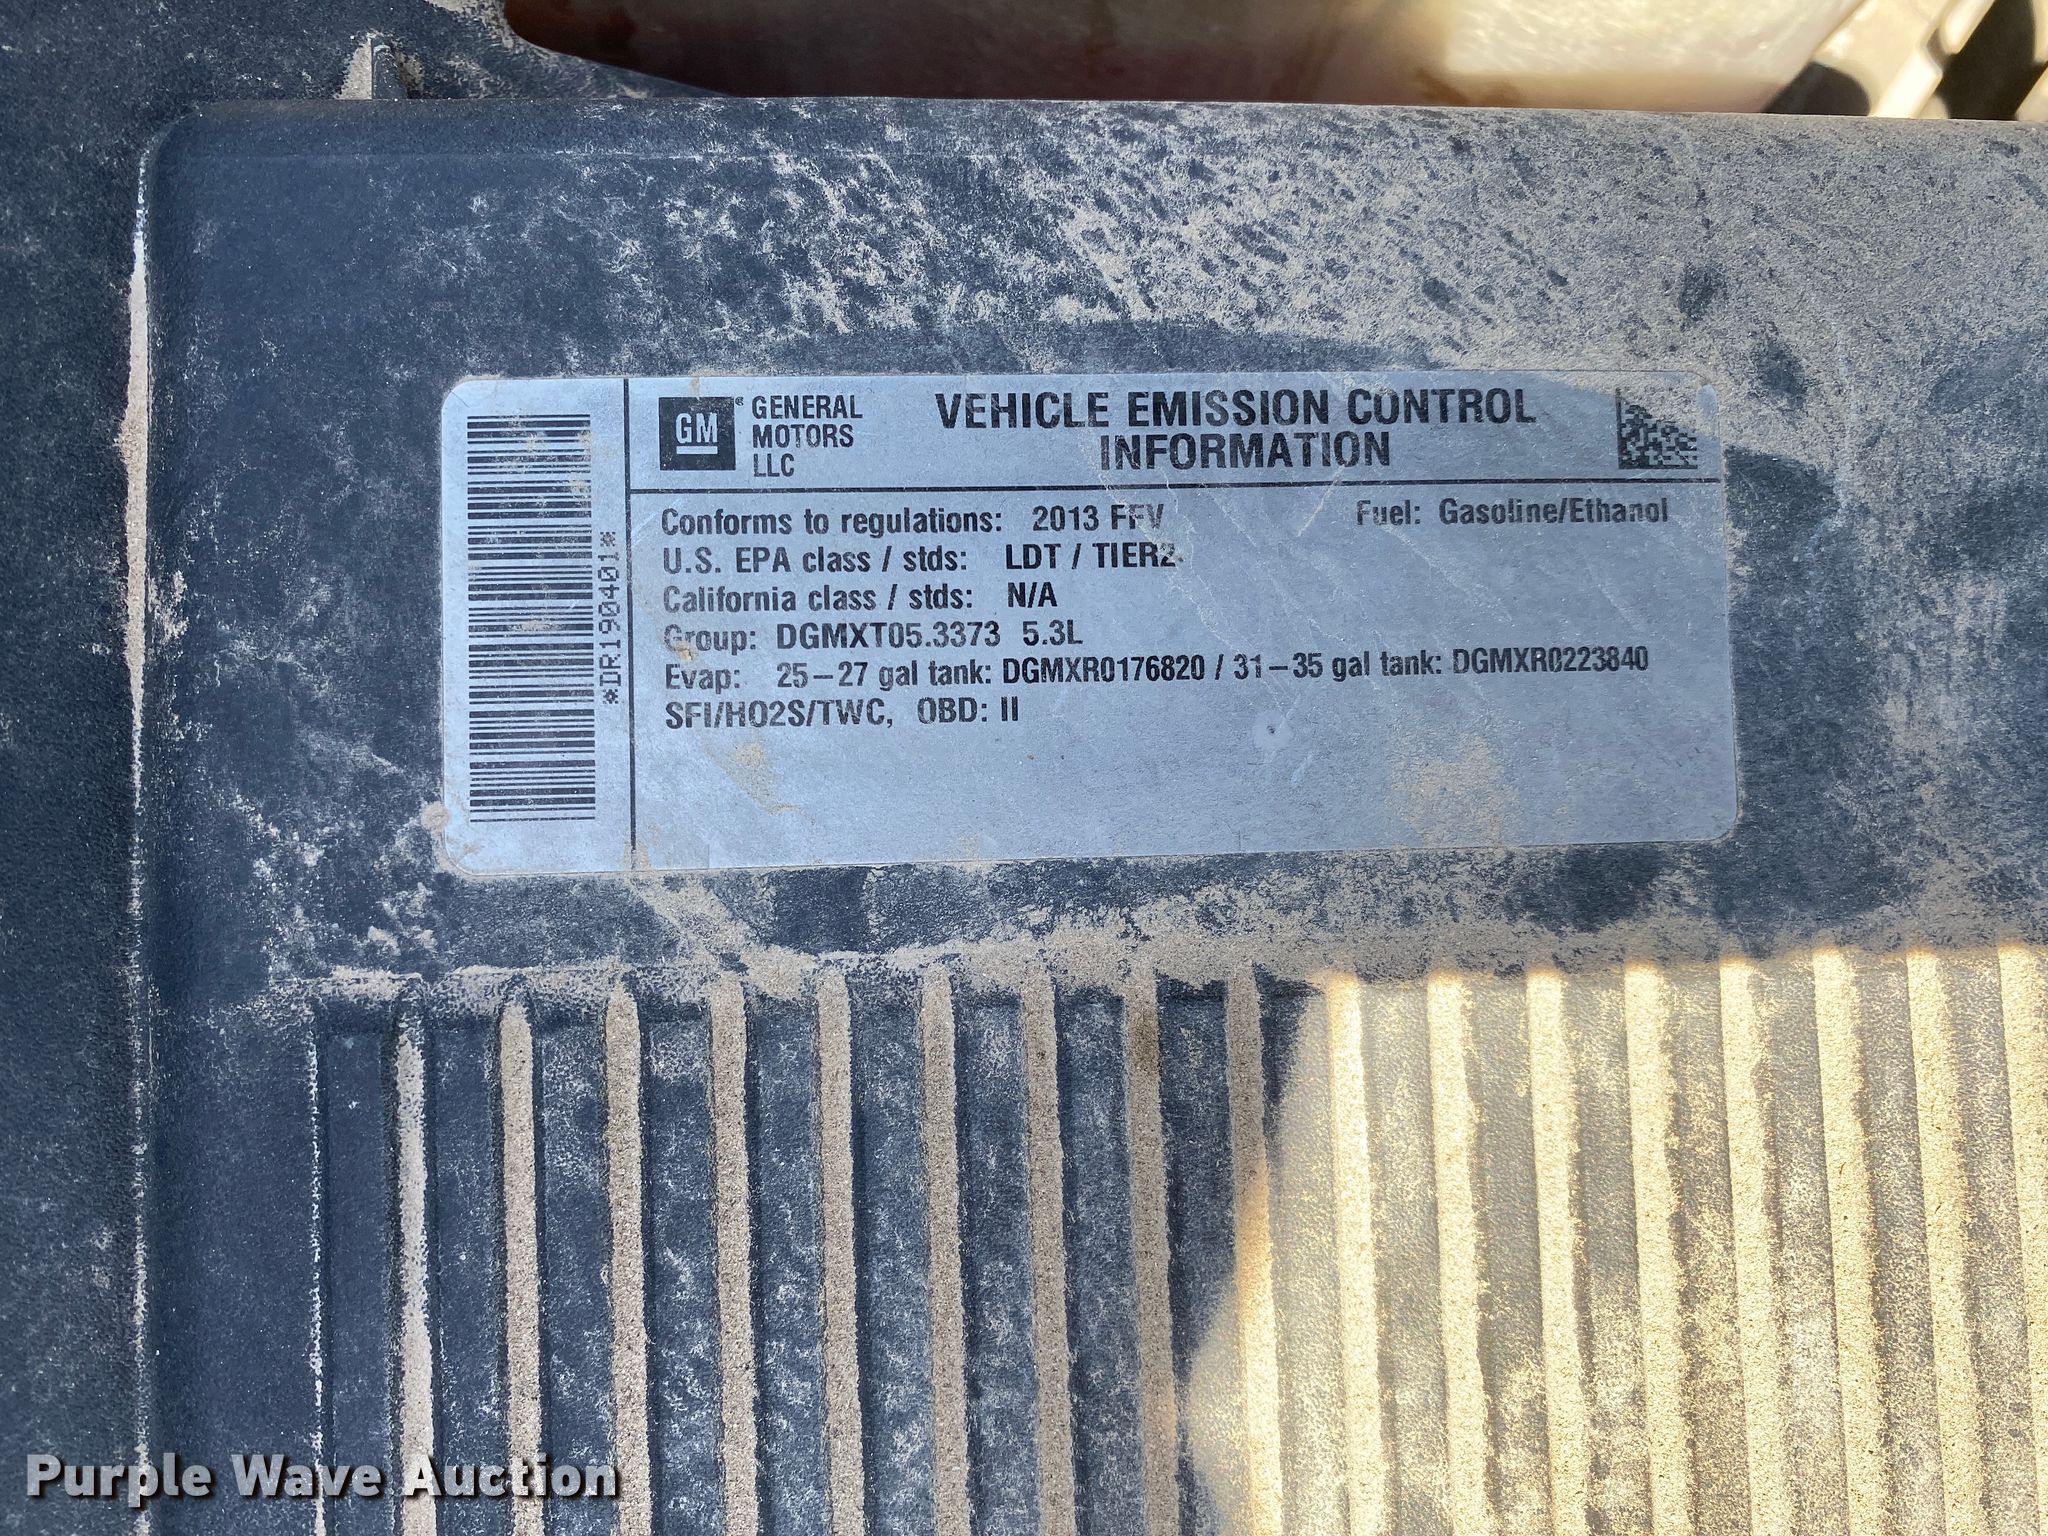 GM
GENERAL
MOTORS
LLC
VEHICLE EMISSION CONTROL
INFORMATION
Conforms to regulations: 2013 FFV Fuel: Gasoline/Ethanol
U.S. EPA class / stds: LDT / TIER2
California class / stds: N/A
Group: DGMXT05.3373 5.3L
Evap: 25–27 gal tank: DGMXR0176820 / 31–35 gal tank: DGMXR0223840
SFI/HO2S/TWC, OBD: II
*DR190401*
Purple Wave Auction